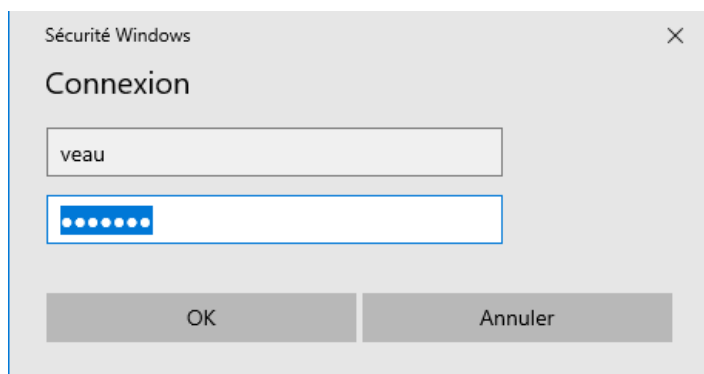 Sécurité Windows
Connexion
veau
●●●●●●●
OK
Annuler